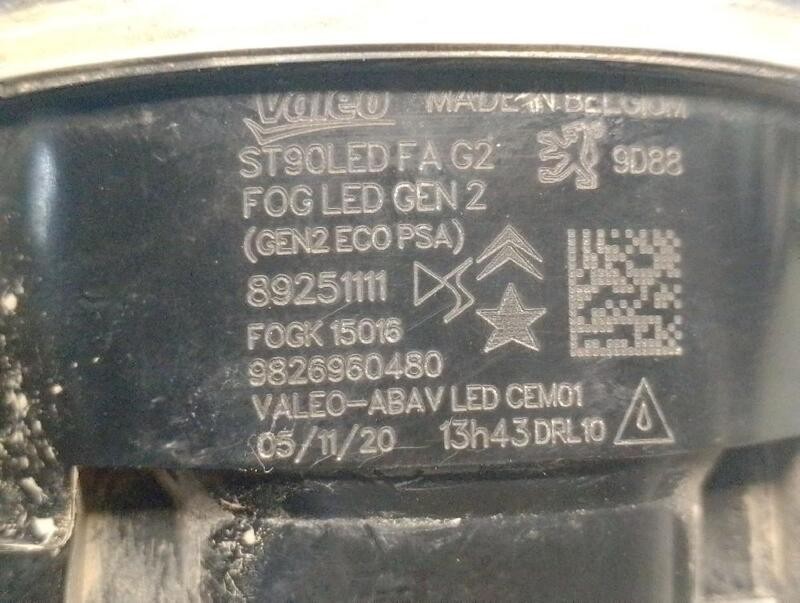 Valeo MADE IN BELGIUM
ST90LED FA G2 9D88
FOG LED GEN 2
(GEN2 ECO PSA)
89251111 DS
FOGK 15016
9826960480
VALEO-ABAV LED CEM01
05/11/20 13h43 DRL10